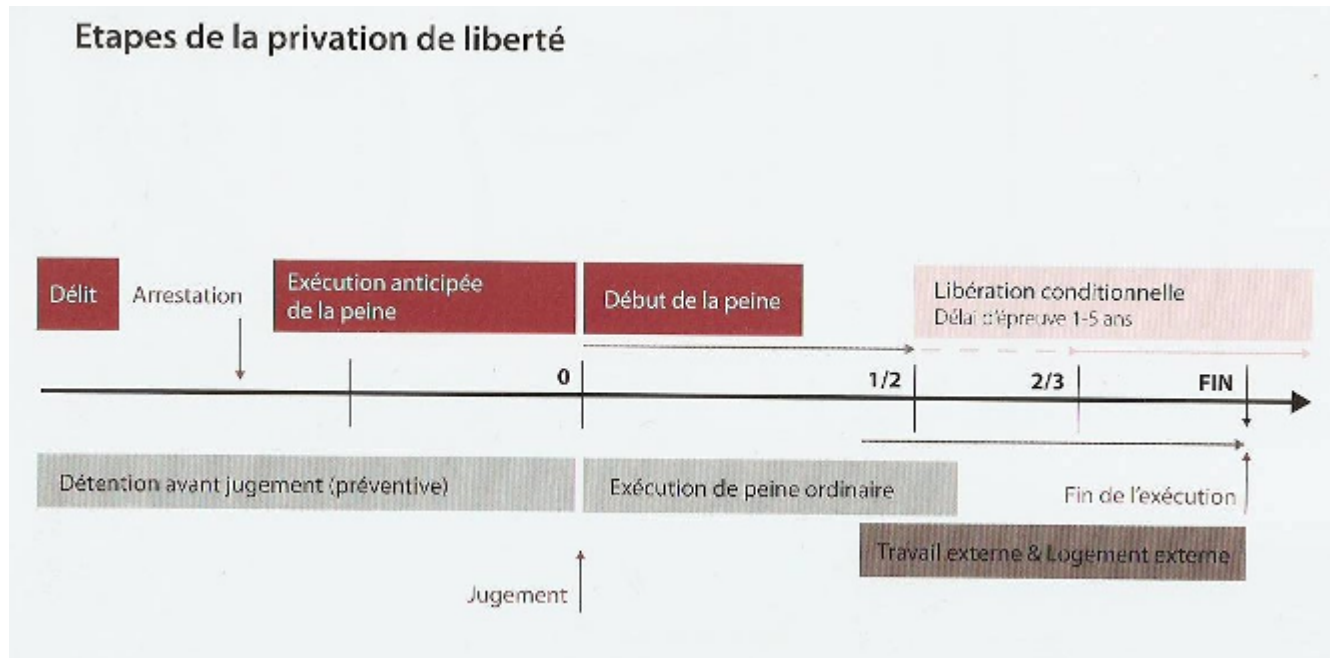 Etapes de la privation de liberté
Délit
Arrestation
Exécution anticipée
de la peine
Début de la peine
Libération conditionnelle
Délai d'épreuve 1-5 ans
0
1/2
2/3
FIN
Détention avant jugement (préventive)
Exécution de peine ordinaire
Fin de l'exécution
Travail externe & Logement externe
Jugement